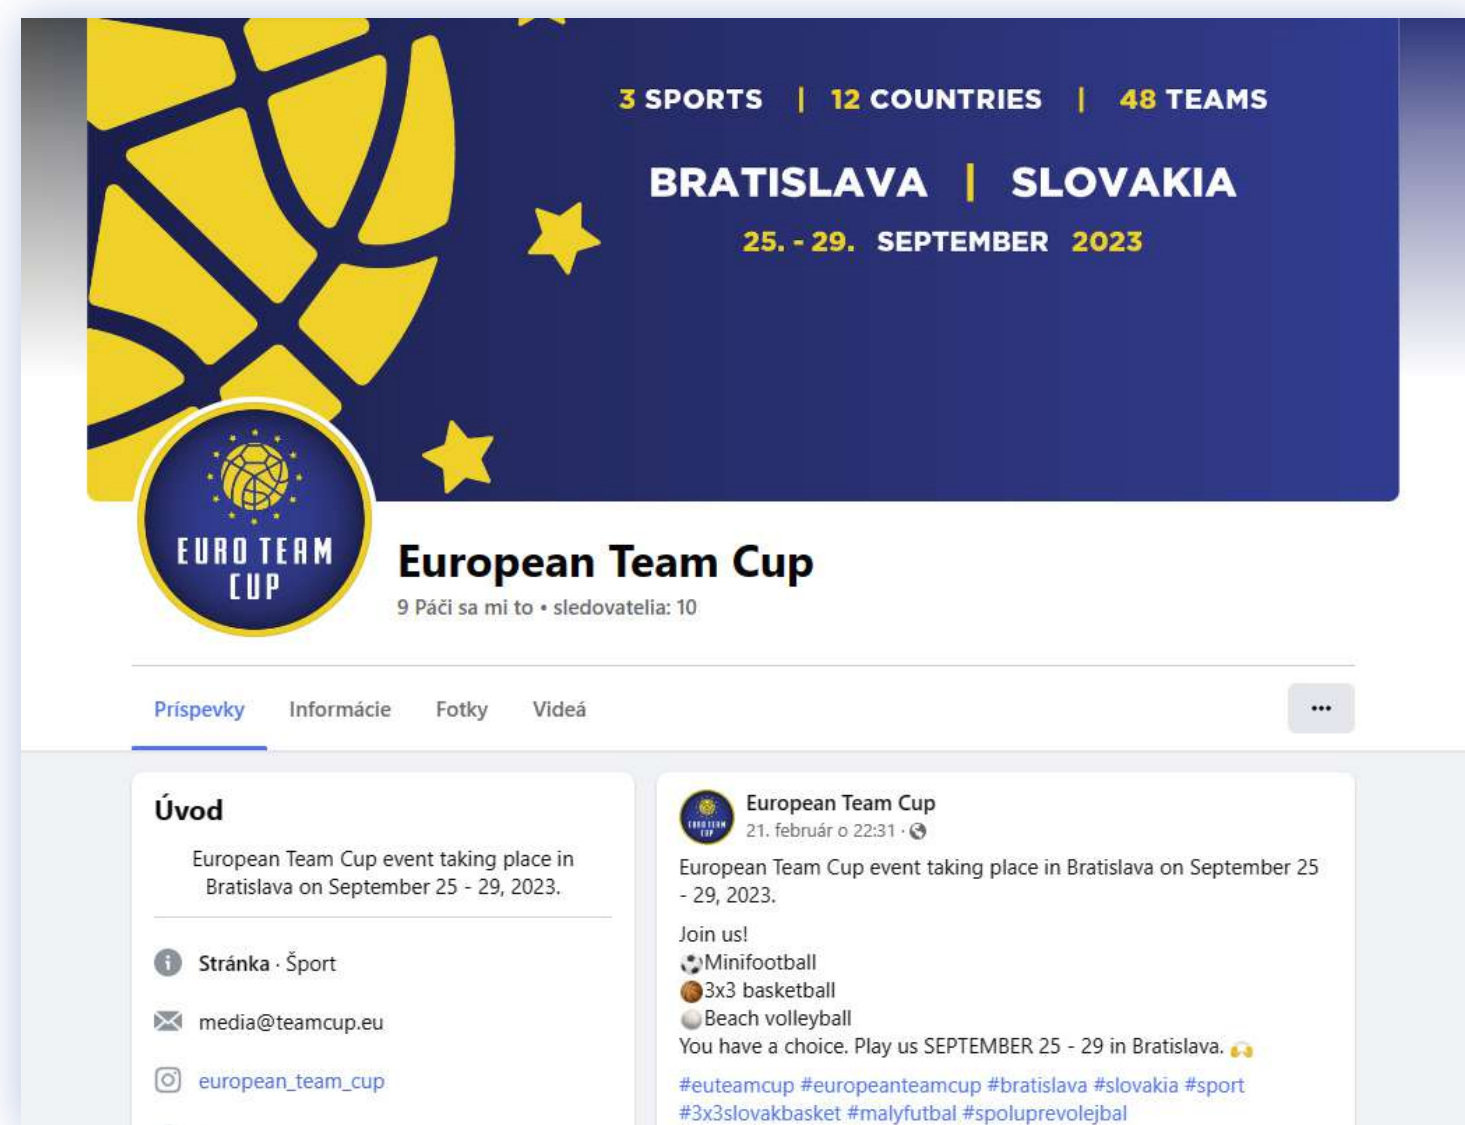 3 SPORTS | 12 COUNTRIES | 48 TEAMS
BRATISLAVA | SLOVAKIA
25. - 29. SEPTEMBER 2023
EURO TEAM
CUP
European Team Cup
9 Páči sa mi to • sledovatelia: 10
Príspevky Informácie Fotky Videá
Úvod
European Team Cup event taking place in
Bratislava on September 25 - 29, 2023.
Stránka · Šport
media@teamcup.eu
european_team_cup
EURO TEAM
CUP
European Team Cup
21. február o 22:31 ·
European Team Cup event taking place in Bratislava on September 25
- 29, 2023.
Join us!
⚽Minifootball
🏀3x3 basketball
🏐Beach volleyball
You have a choice. Play us SEPTEMBER 25 - 29 in Bratislava. 🙌
#euteamcup #europeanteamcup #bratislava #slovakia #sport
#3x3slovakbasket #malyfutbal #spoluprevolejbal